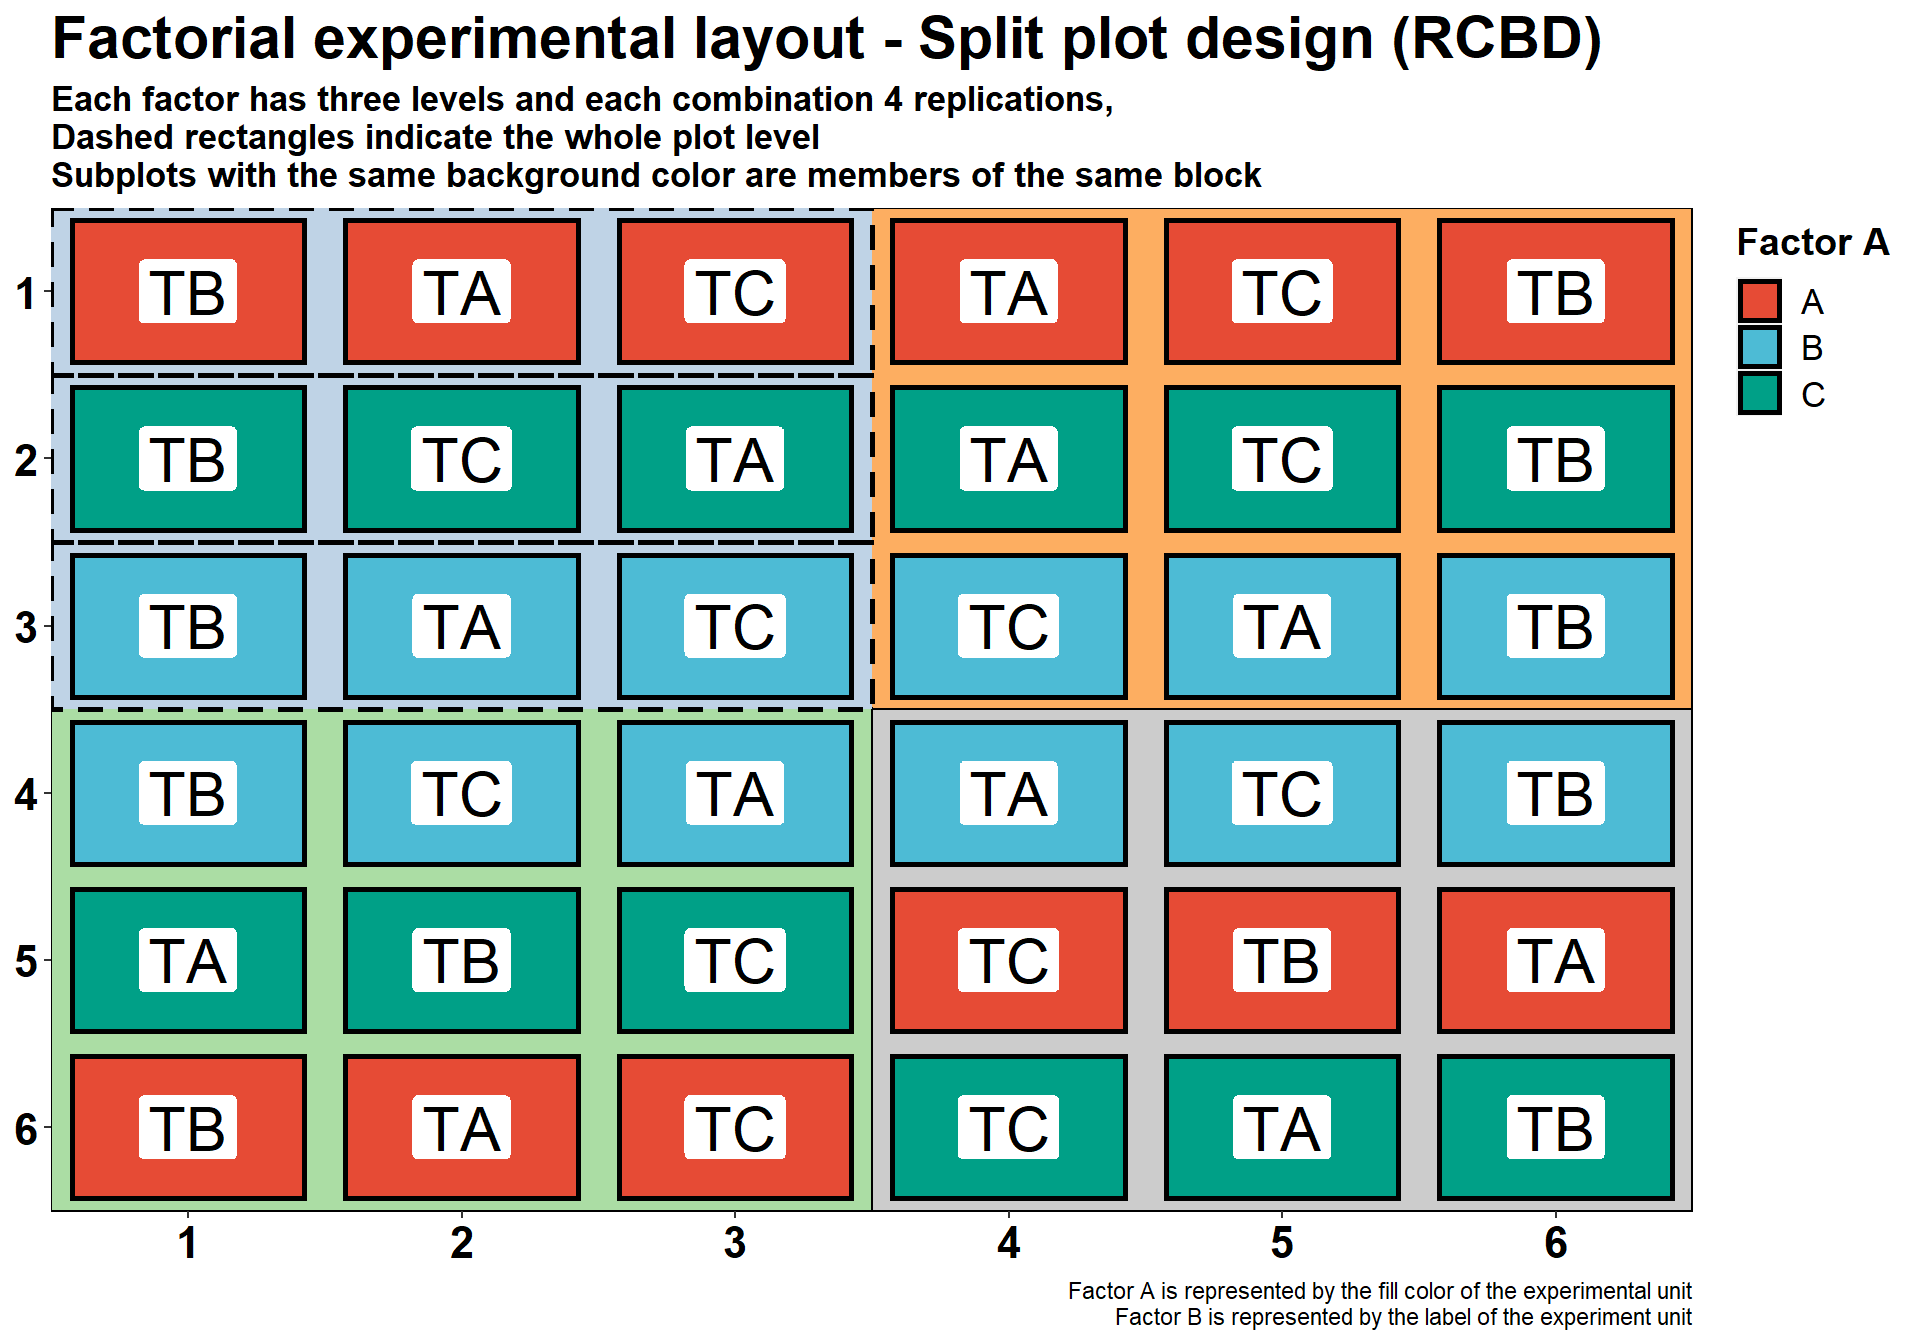 Factorial experimental layout - Split plot design (RCBD)
Each factor has three levels and each combination 4 replications,
Dashed rectangles indicate the whole plot level
Subplots with the same background color are members of the same block
Factor A
A
B
C
1 TB TA TC TA TC TB
2 TB TC TA TA TC TB
3 TB TA TC TC TA TB
4 TB TC TA TA TC TB
5 TA TB TC TC TB TA
6 TB TA TC TC TA TB
1 2 3 4 5 6
Factor A is represented by the fill color of the experimental unit
Factor B is represented by the label of the experiment unit